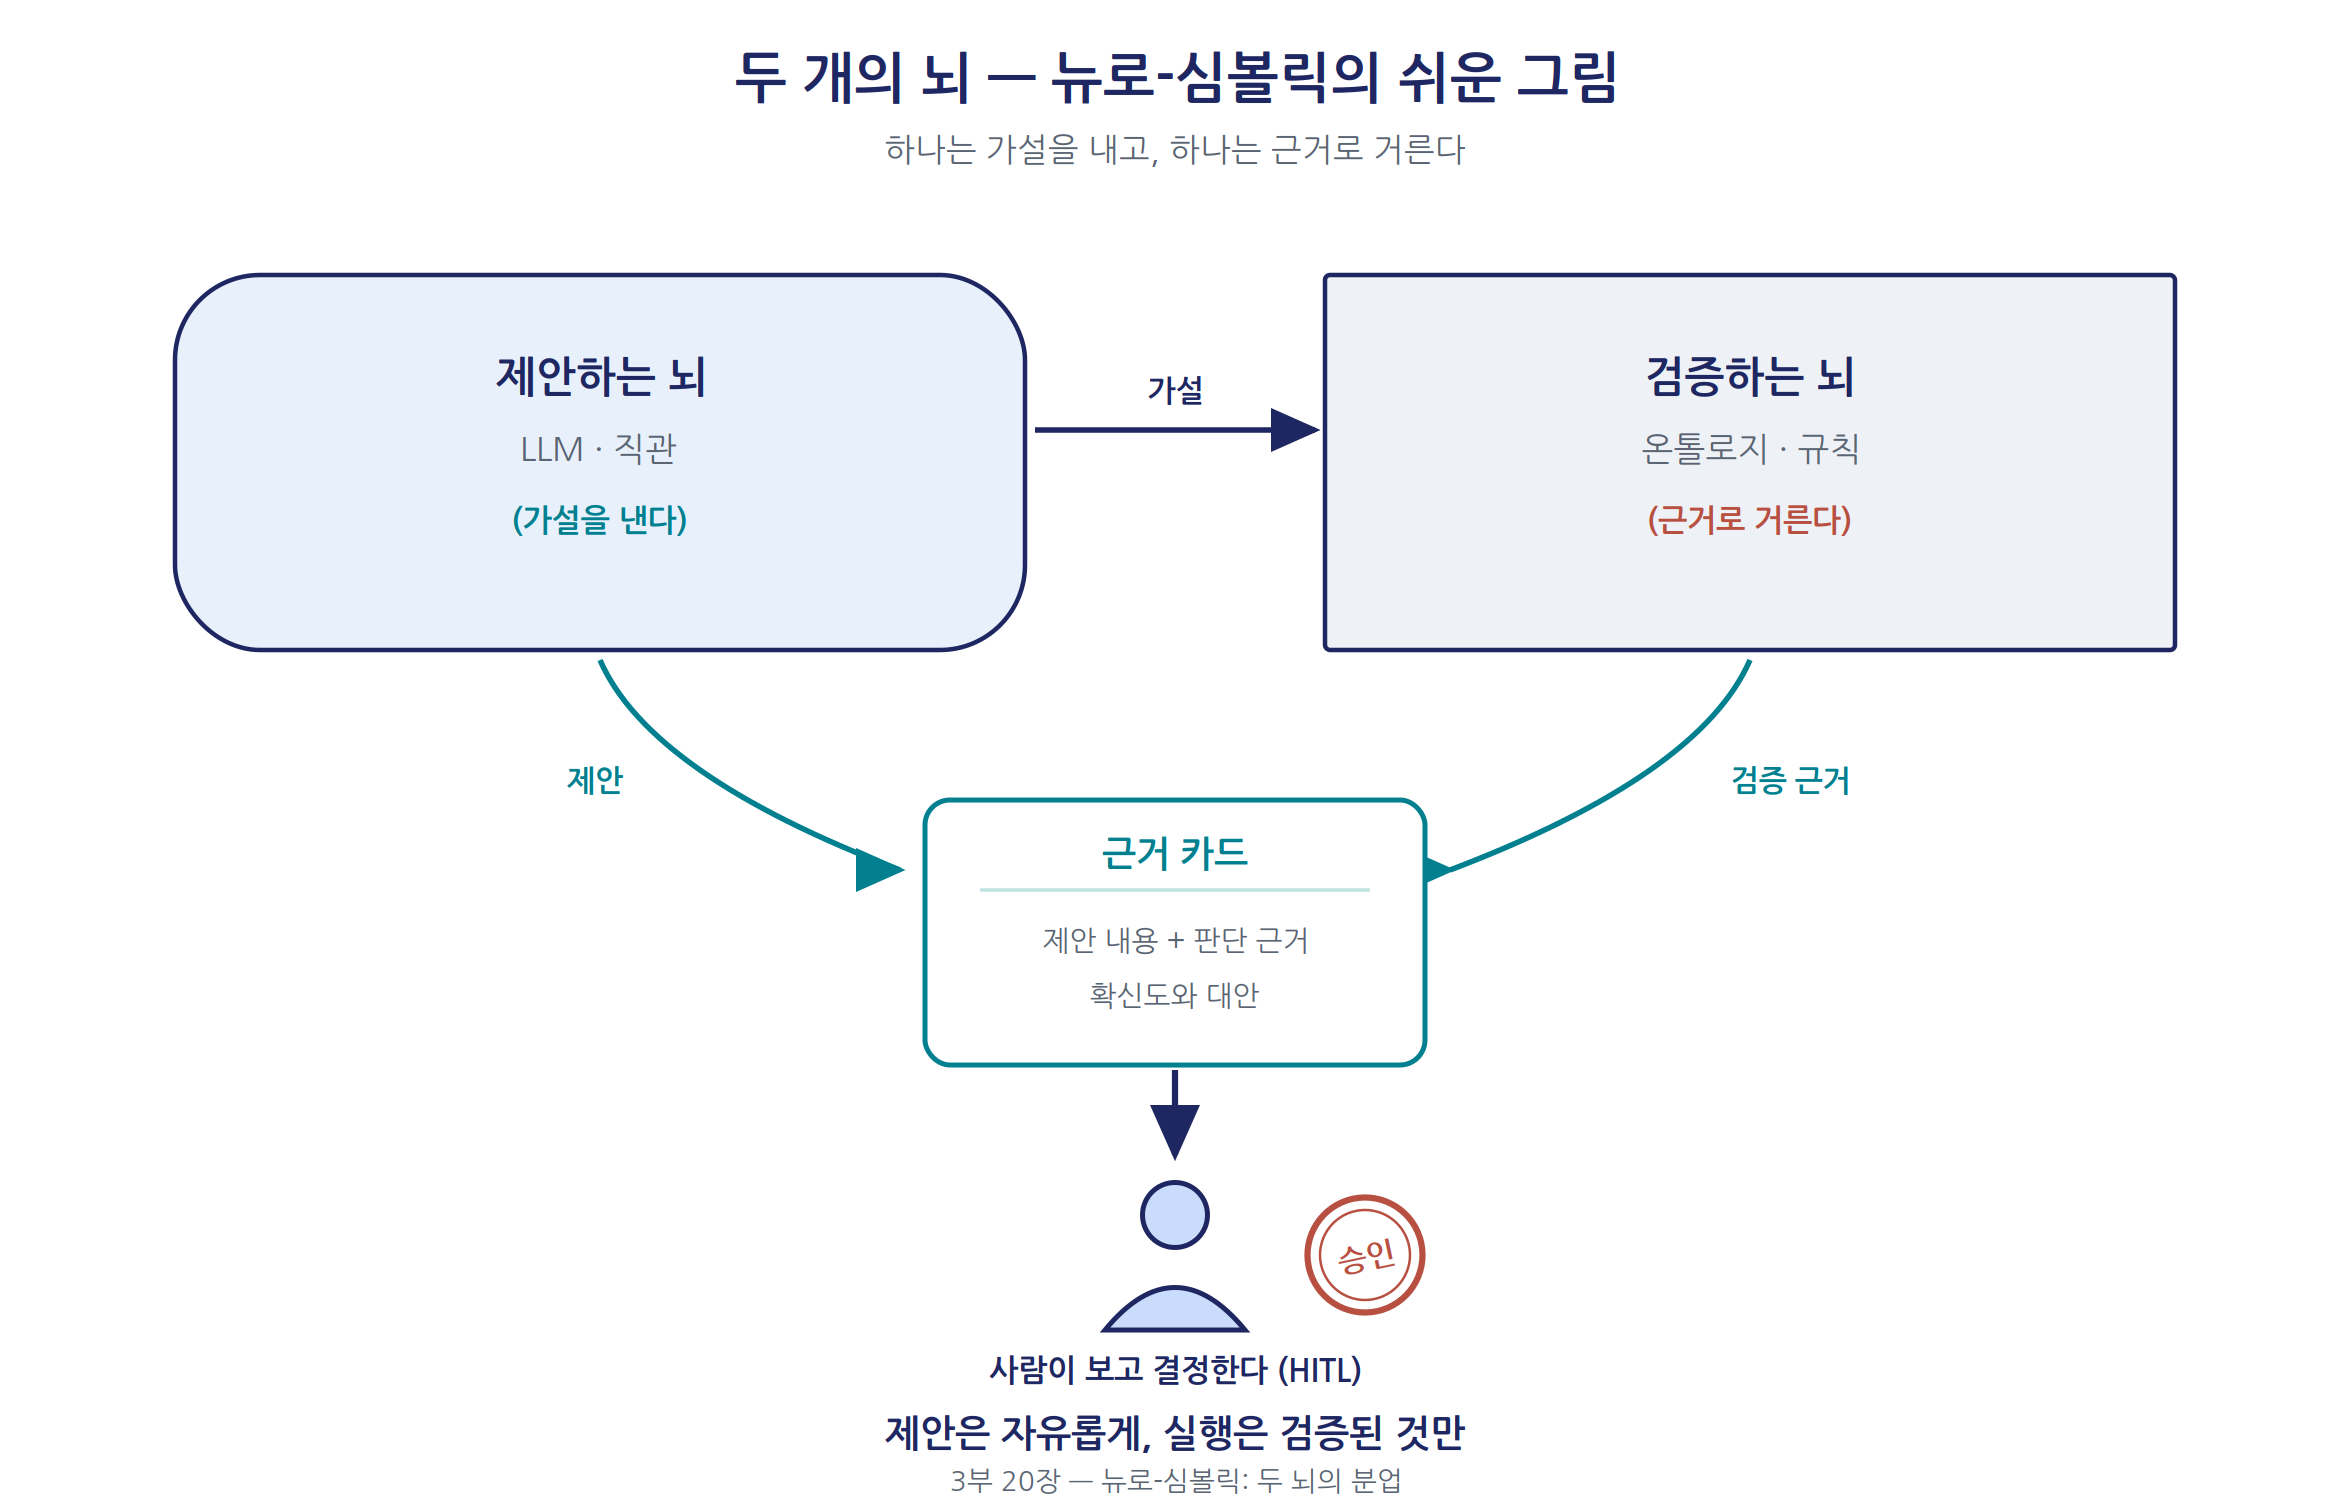 두 개의 뇌 — 뉴로-심볼릭의 쉬운 그림
하나는 가설을 내고, 하나는 근거로 거른다
제안하는 뇌
LLM · 직관
(가설을 낸다)
가설
검증하는 뇌
온톨로지 · 규칙
(근거로 거른다)
제안
검증 근거
근거 카드
제안 내용 + 판단 근거
확신도와 대안
승인
사람이 보고 결정한다 (HITL)
제안은 자유롭게, 실행은 검증된 것만
3부 20장 — 뉴로-심볼릭: 두 뇌의 분업